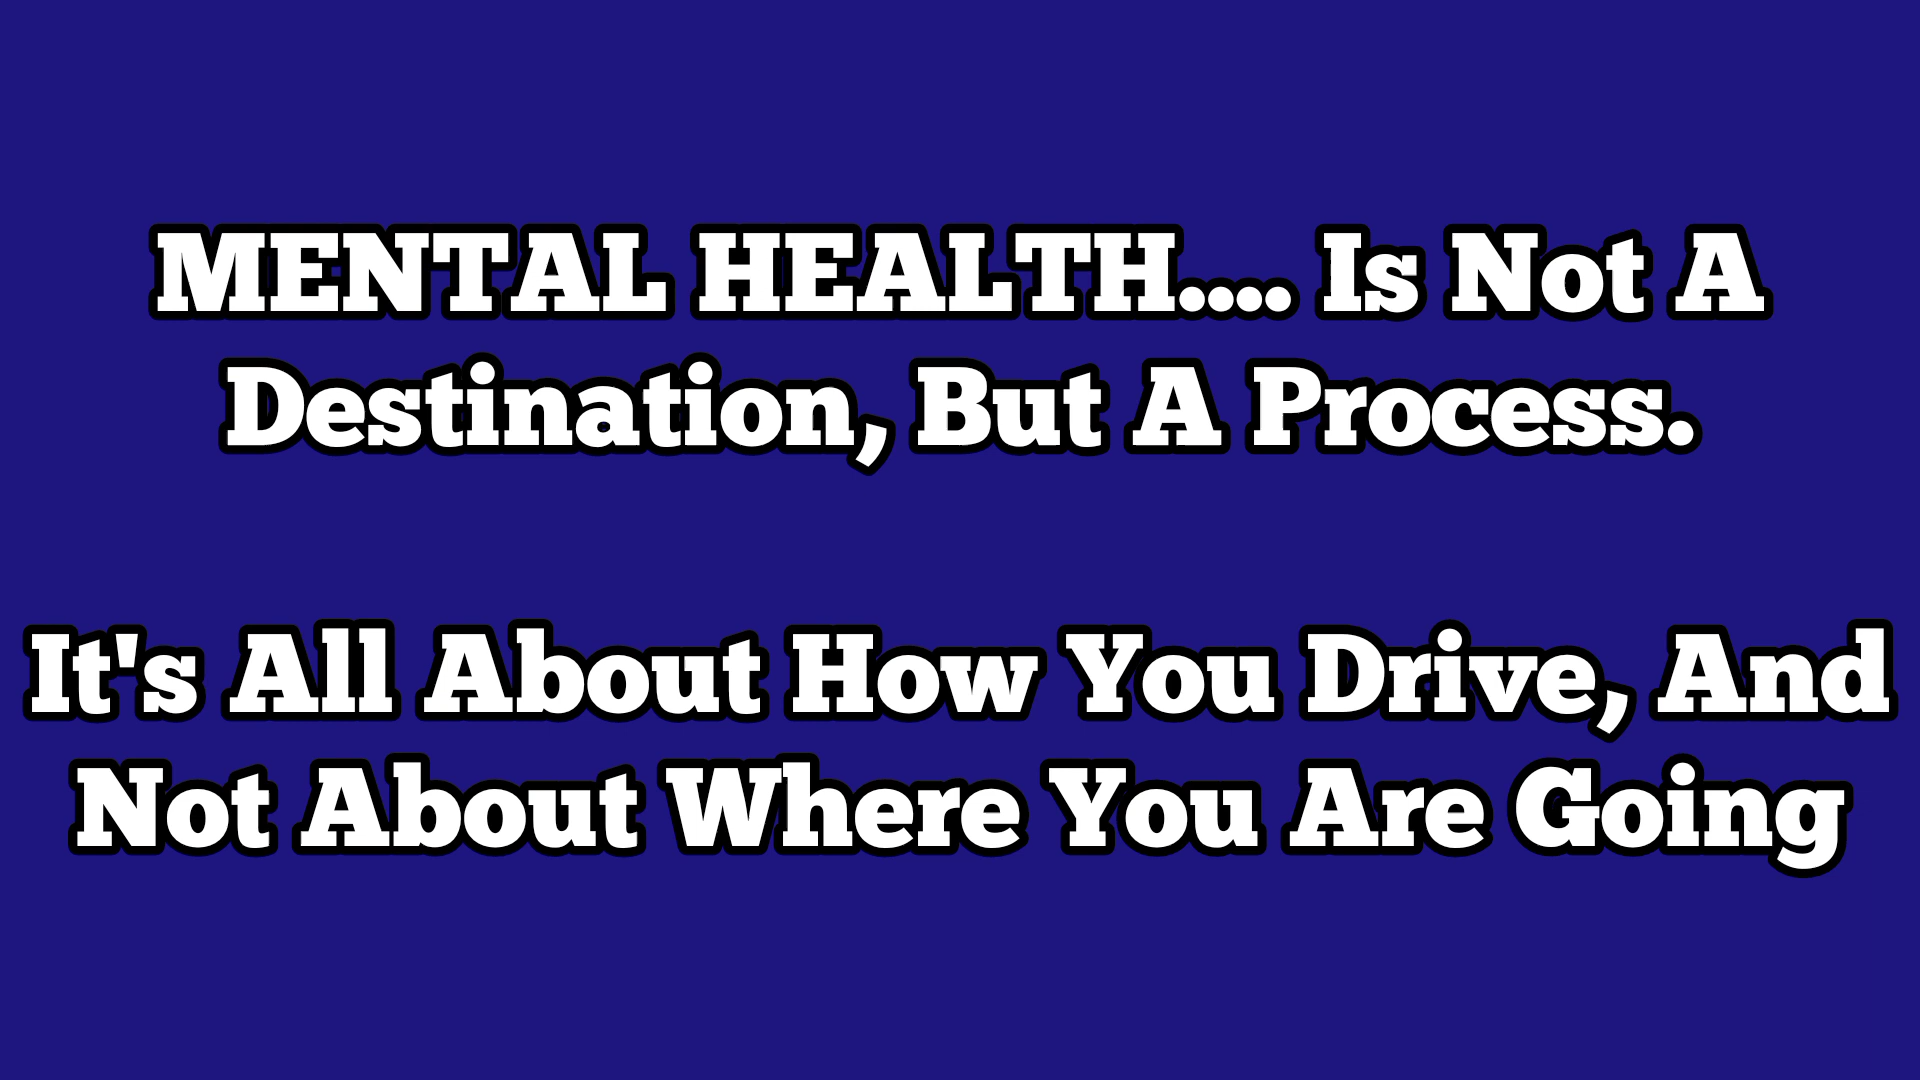 MENTAL HEALTH.... Is Not A
Destination, But A Process.
It's All About How You Drive, And
Not About Where You Are Going